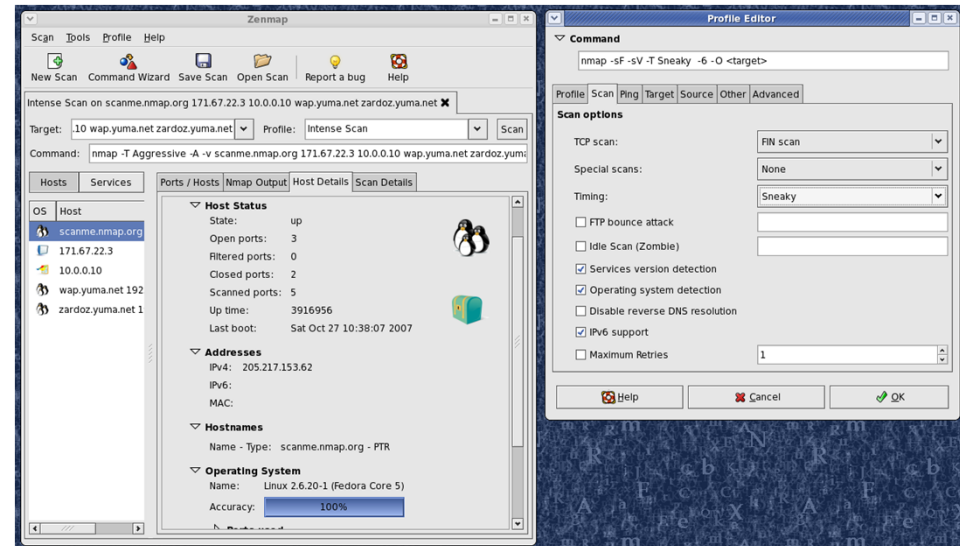 Zenmap
Scan Tools Profile Help
New Scan Command Wizard Save Scan Open Scan Report a bug Help
Intense Scan on scanme.nmap.org 171.67.22.3 10.0.0.10 wap.yuma.net zardoz.yuma.net
Target: .10 wap.yuma.net zardoz.yuma.net Profile: Intense Scan Scan
Command: nmap -T Aggressive -A -v scanme.nmap.org 171.67.22.3 10.0.0.10 wap.yuma.net zardoz.yuma
Hosts Services
OS Host
scanme.nmap.org
171.67.22.3
10.0.0.10
wap.yuma.net 192
zardoz.yuma.net 1
Ports / Hosts Nmap Output Host Details Scan Details
Host Status
State: up
Open ports: 3
Filtered ports: 0
Closed ports: 2
Scanned ports: 5
Up time: 3916956
Last boot: Sat Oct 27 10:38:07 2007
Addresses
IPv4: 205.217.153.62
IPv6:
MAC:
Hostnames
Name - Type: scanme.nmap.org - PTR
Operating System
Name: Linux 2.6.20-1 (Fedora Core 5)
Accuracy: 100%
Profile Editor
Command
nmap -sF -sV -T Sneaky -6 -O <target>
Profile Scan Ping Target Source Other Advanced
Scan options
TCP scan: FIN scan
Special scans: None
Timing: Sneaky
FTP bounce attack
Idle Scan (Zombie)
Services version detection
Operating system detection
Disable reverse DNS resolution
IPv6 support
Maximum Retries 1
Help Cancel OK